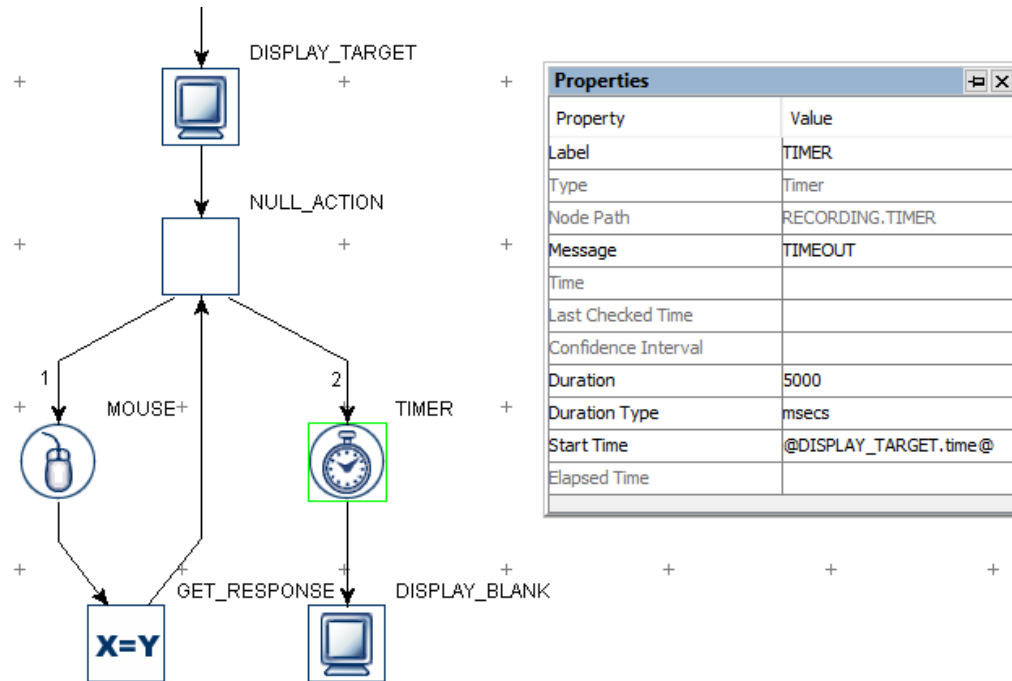 DISPLAY_TARGET
NULL_ACTION
1
2
MOUSE
TIMER
GET_RESPONSE
DISPLAY_BLANK
X=Y
Properties
Property Value
Label TIMER
Type Timer
Node Path RECORDING.TIMER
Message TIMEOUT
Time
Last Checked Time
Confidence Interval
Duration 5000
Duration Type msecs
Start Time @DISPLAY_TARGET.time@
Elapsed Time